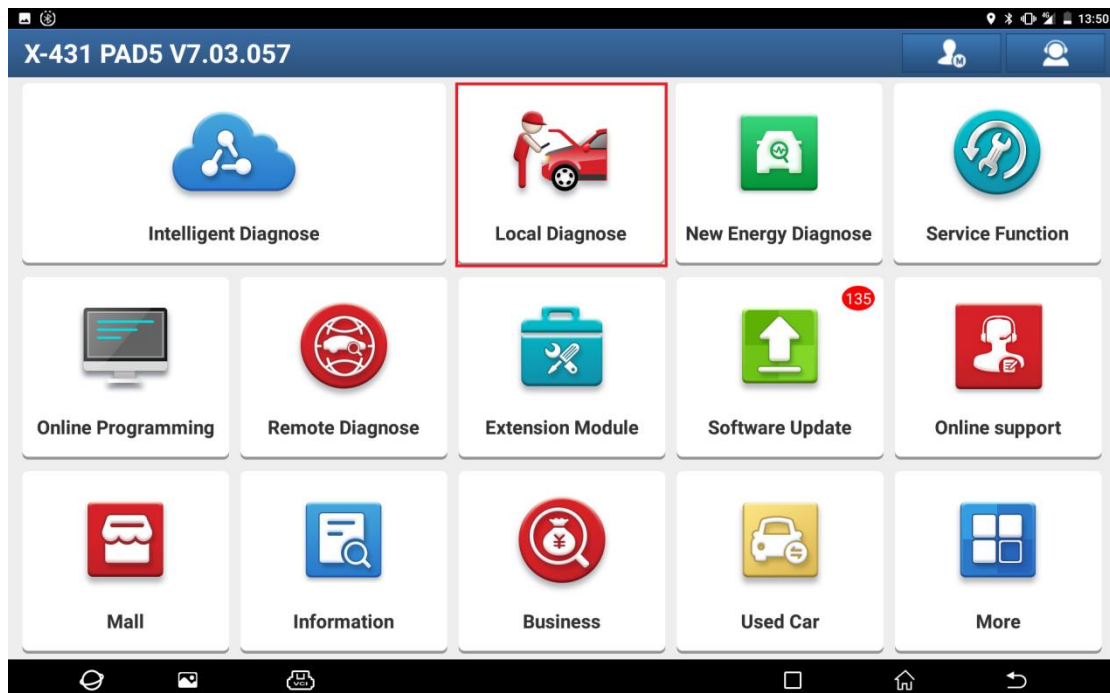 13:50
X-431 PAD5 V7.03.057
M
Intelligent Diagnose
Local Diagnose
New Energy Diagnose
Service Function
135
Online Programming
Remote Diagnose
Extension Module
Software Update
Online support
¥
Mall
Information
Business
Used Car
More
VCI